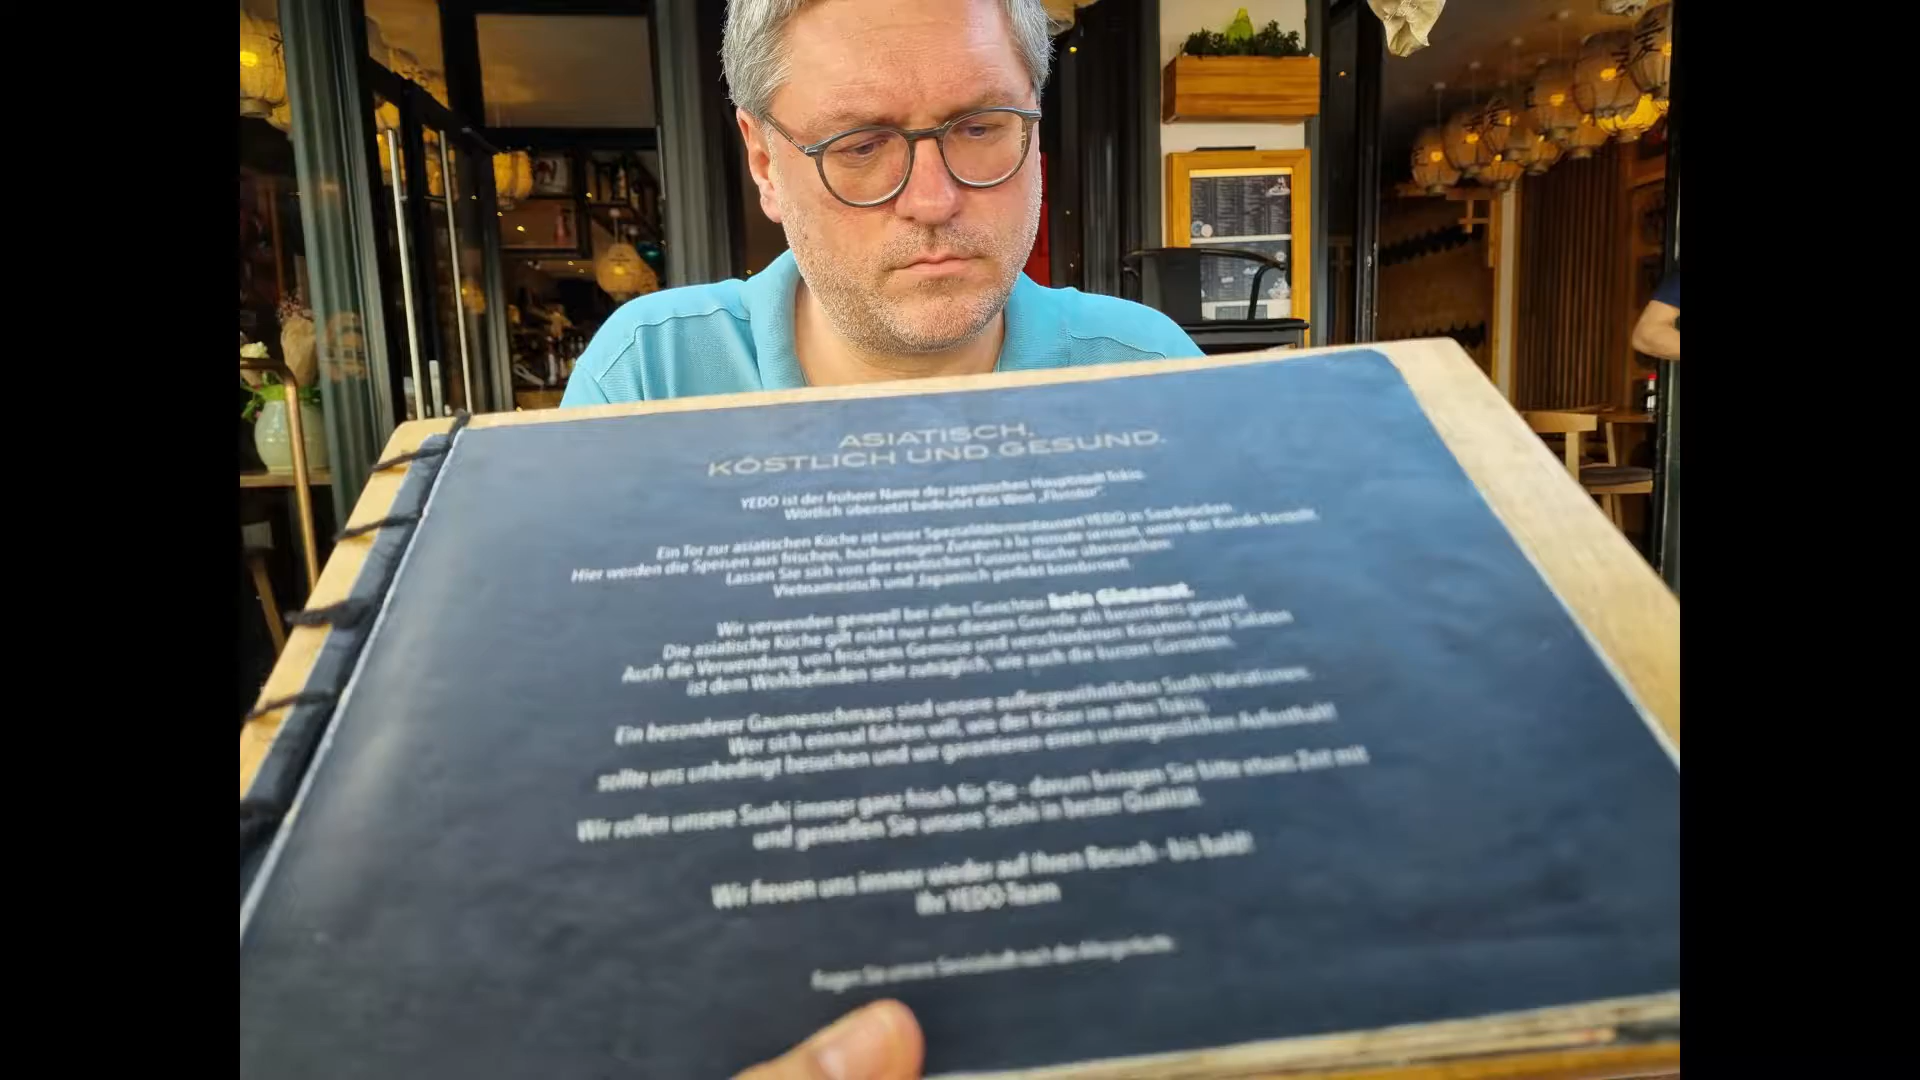 ASIATISCH,
KÖSTLICH UND GESUND.
YEDO ist der frühere Name der japanischen Hauptstadt Tokio.
Wörtlich übersetzt bedeutet das Wort „Flusstor“.
Ein Tor zur asiatischen Küche ist unser Spezialitätenrestaurant YEDO in Saarbrücken.
Hier werden die Speisen aus frischen, hochwertigen Zutaten à la minute serviert, wenn der Kunde bestellt.
Lassen Sie sich von der exotischen Fusions Küche überraschen:
Vietnamesisch und Japanisch perfekt kombiniert.
Wir verwenden generell bei allen Gerichten kein Glutamat.
Die asiatische Küche gilt nicht nur aus diesem Grunde als besonders gesund.
Auch die Verwendung von frischem Gemüse und verschiedenen Kräutern und Salaten
ist dem Wohlbefinden sehr zuträglich, wie auch die kurzen Garzeiten.
Ein besonderer Gaumenschmaus sind unsere außergewöhnlichen Sushi Variationen.
Wer sich einmal fühlen will, wie der Kaiser im alten Tokio,
sollte uns unbedingt besuchen und wir garantieren einen unvergesslichen Aufenthalt!
Wir rollen unsere Sushi immer ganz frisch für Sie - darum bringen Sie bitte etwas Zeit mit
und genießen Sie unsere Sushi in bester Qualität.
Wir freuen uns immer wieder auf Ihren Besuch - bis bald!
Ihr YEDO Team
Fragen Sie unsere Servicekraft nach der Allergenkarte.